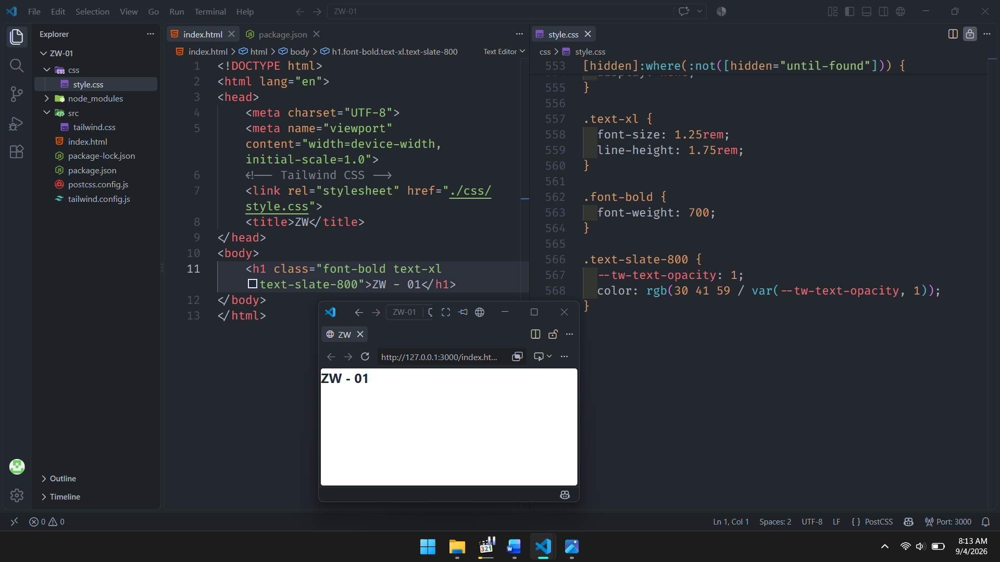 File Edit Selection View Go Run Terminal Help
ZW-01
Explorer
ZW-01
css
style.css
node_modules
src
tailwind.css
index.html
package-lock.json
package.json
postcss.config.js
tailwind.config.js
Outline
Timeline
index.html
package.json
index.html > html > body > h1.font-bold.text-xl.text-slate-800
Text Editor
1 <!DOCTYPE html>
2 <html lang="en">
3 <head>
4 <meta charset="UTF-8">
5 <meta name="viewport"
content="width=device-width,
initial-scale=1.0">
6 <!-- Tailwind CSS -->
7 <link rel="stylesheet" href="./css/
style.css">
8 <title>ZW</title>
9 </head>
10 <body>
11 <h1 class="font-bold text-xl
text-slate-800">ZW - 01</h1>
12 </body>
13 </html>
style.css
css > style.css
553 [hidden]:where(:not([hidden="until-found"])) {
555 }
556
557 .text-xl {
558 font-size: 1.25rem;
559 line-height: 1.75rem;
560 }
561
562 .font-bold {
563 font-weight: 700;
564 }
565
566 .text-slate-800 {
567 --tw-text-opacity: 1;
568 color: rgb(30 41 59 / var(--tw-text-opacity, 1));
}
ZW-01
ZW
http://127.0.0.1:3000/index.ht...
ZW - 01
0 0
Ln 1, Col 1 Spaces: 2 UTF-8 LF { } PostCSS Port: 3000
321
W
8:13 AM
9/4/2026